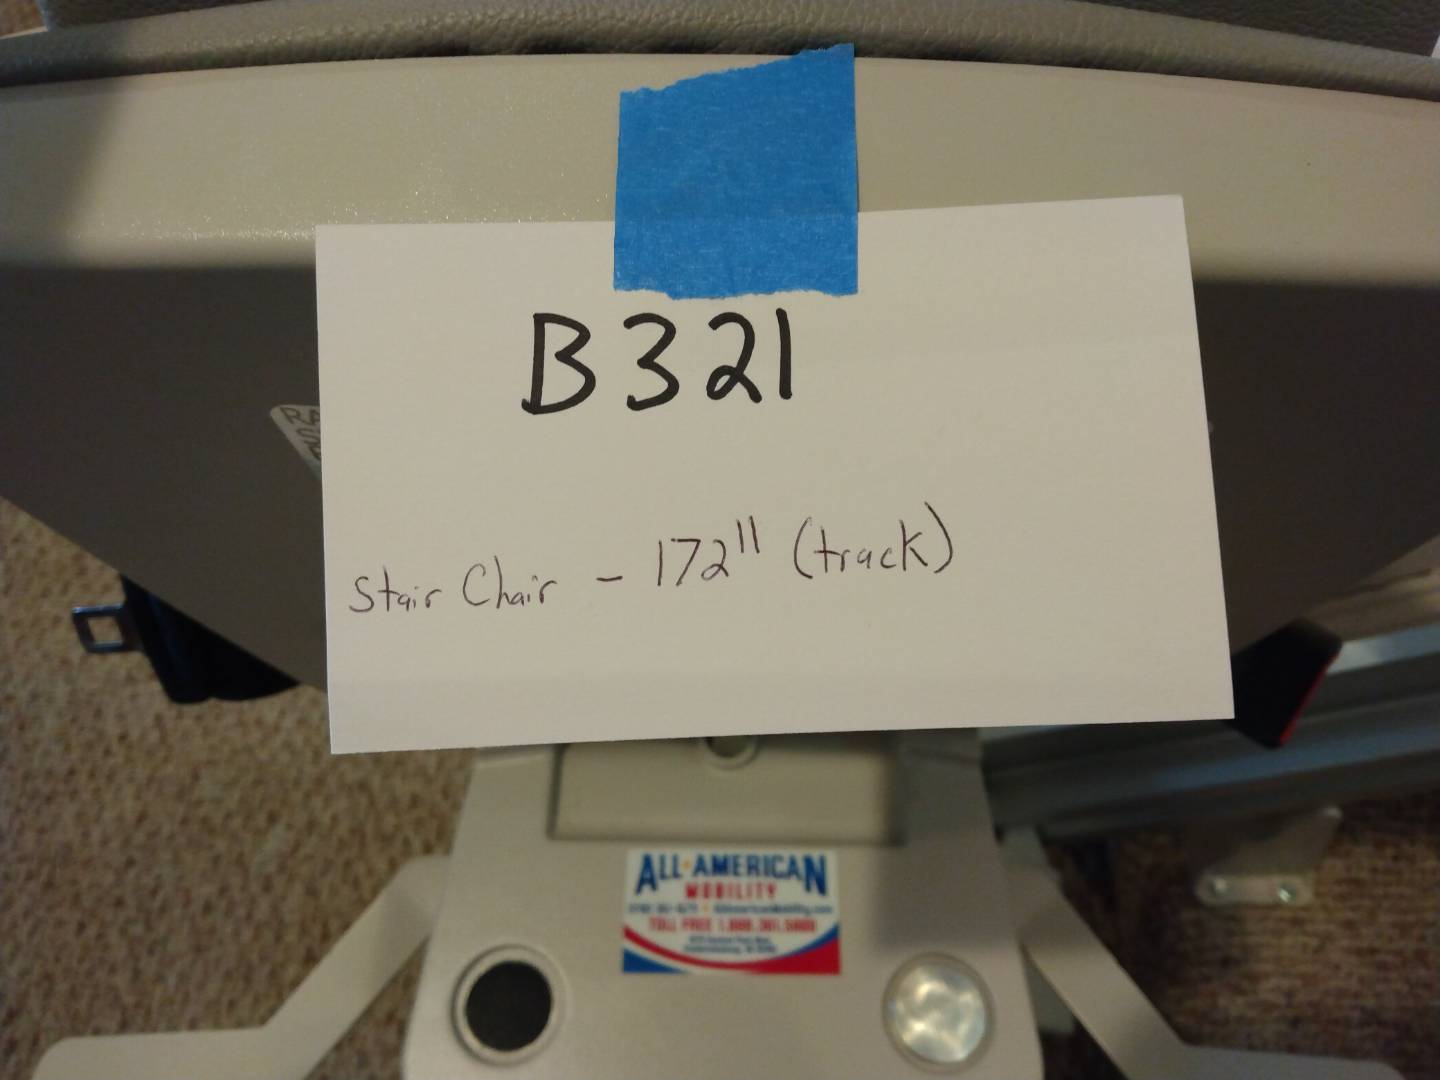 B321
Stair Chair - 172" (track)
ALL★AMERICAN
MOBILITY